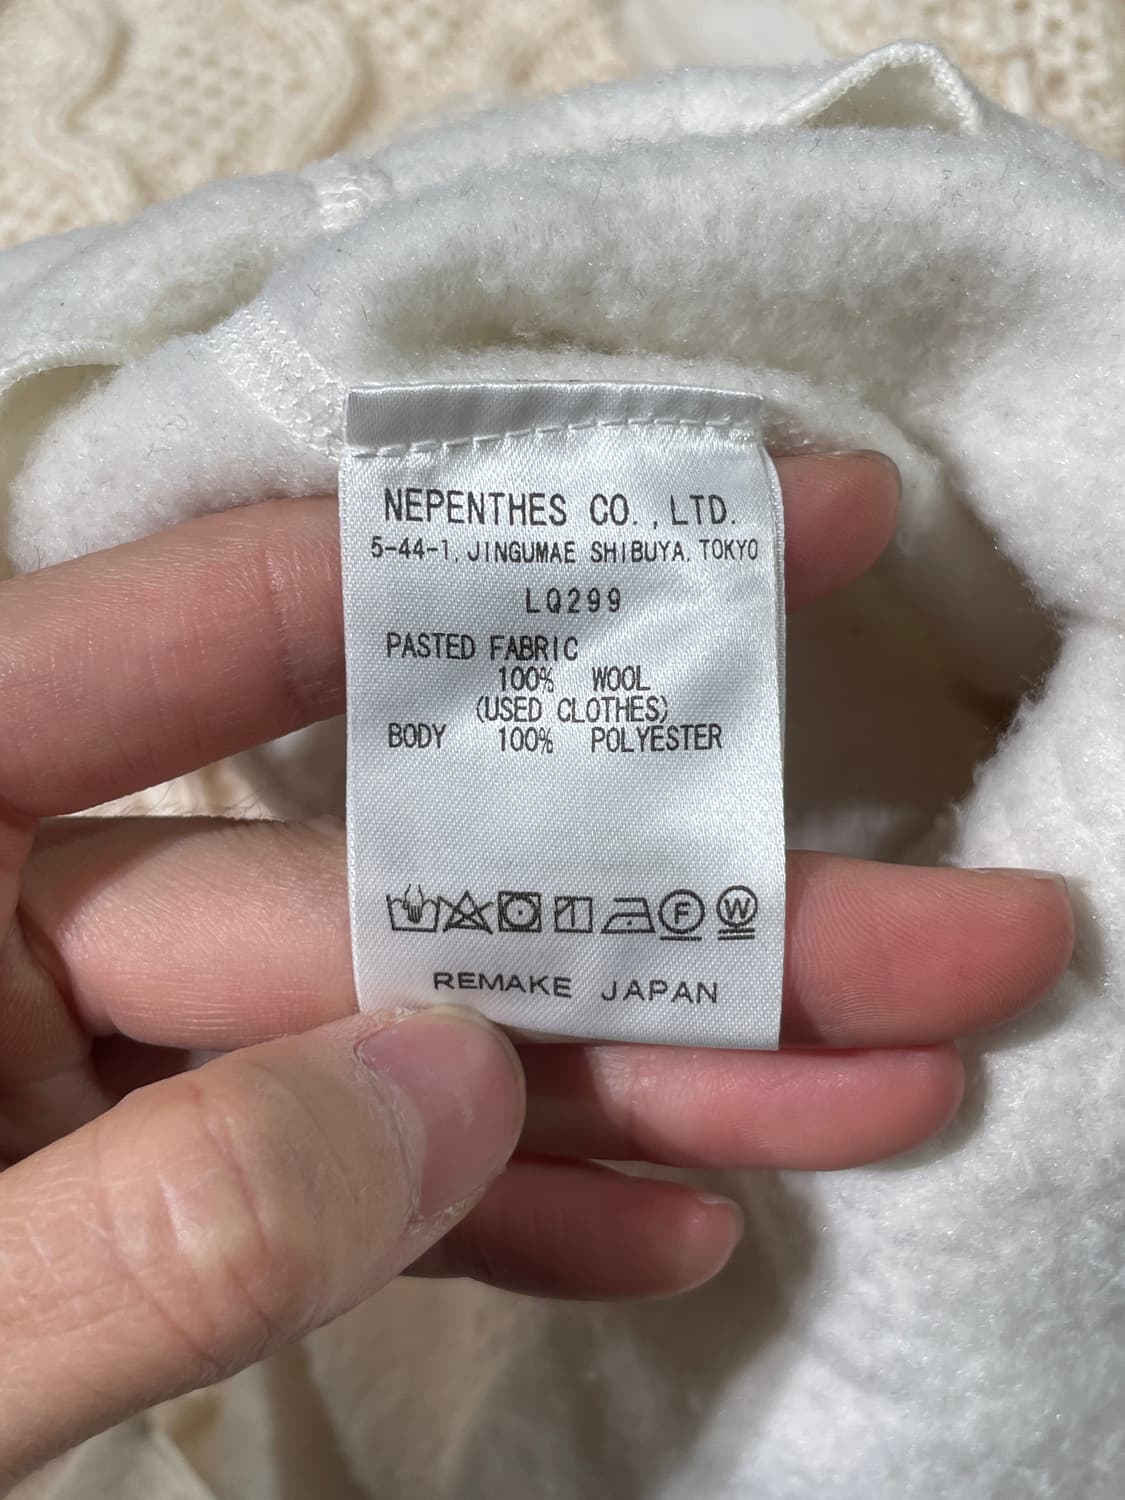 NEPENTHES CO.,LTD.
5-44-1, JINGUMAE SHIBUYA, TOKYO
LQ299
PASTED FABRIC
100% WOOL
(USED CLOTHES)
BODY 100% POLYESTER
F W
REMAKE JAPAN